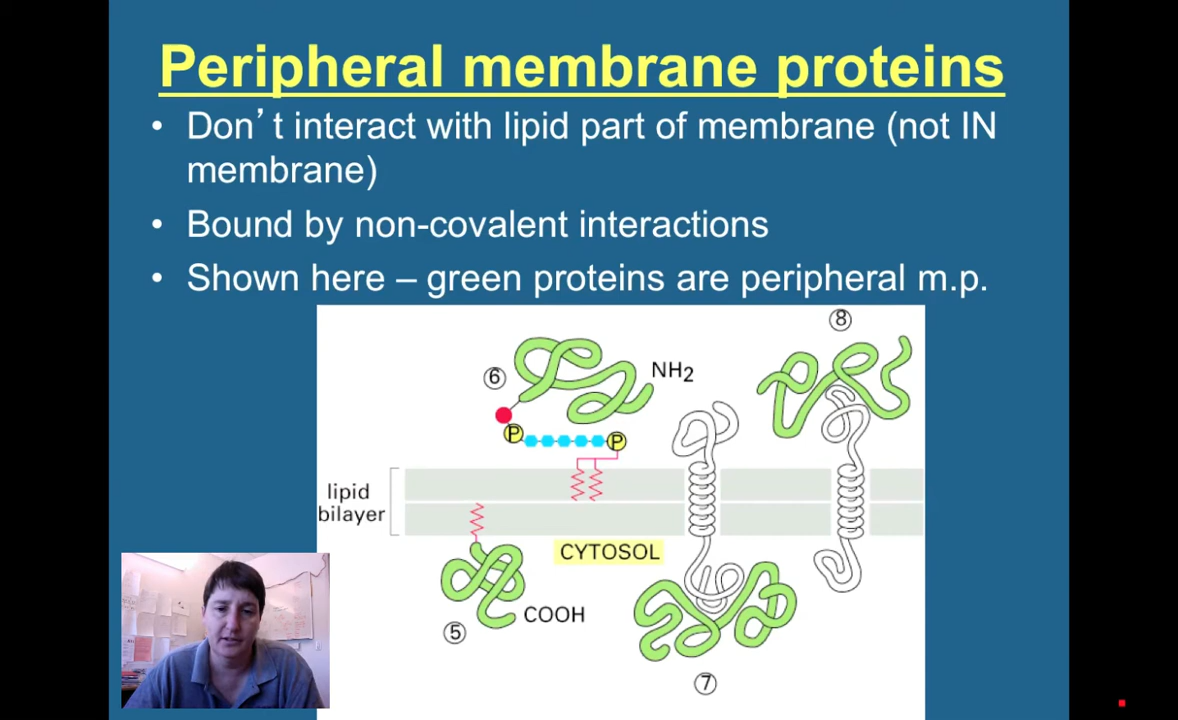 Peripheral membrane proteins
• Don’t interact with lipid part of membrane (not IN
membrane)
• Bound by non-covalent interactions
• Shown here – green proteins are peripheral m.p.
⑧
⑥
NH2
P
P
lipid
bilayer
CYTOSOL
COOH
⑤
⑦